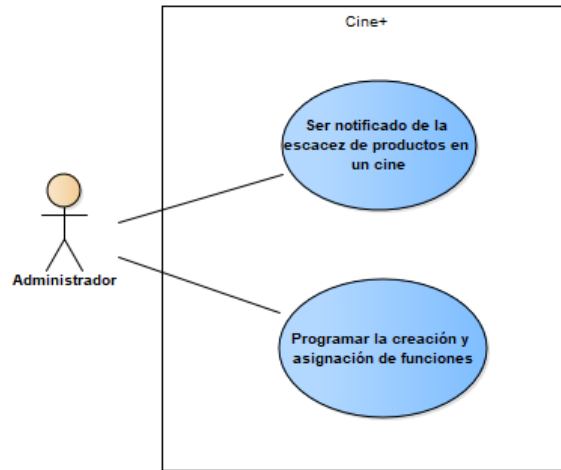 Cine+
Ser notificado de la
escacez de productos en
un cine
Administrador
Programar la creación y
asignación de funciones